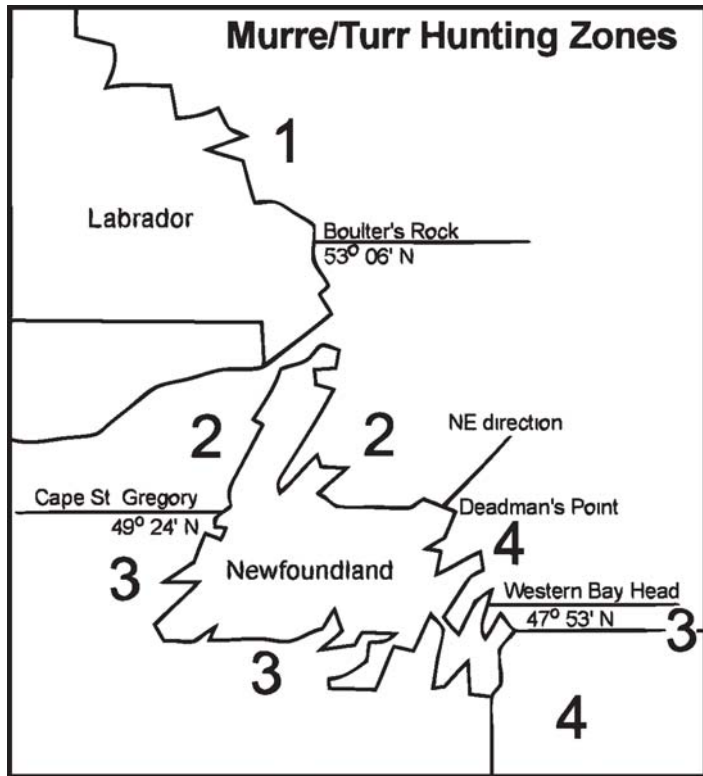 Murre/Turr Hunting Zones
1
Labrador
Boulter's Rock
53° 06' N
2
2
NE direction
Cape St Gregory
49° 24' N
Deadman's Point
4
3
Newfoundland
Western Bay Head
47° 53' N
3
3
4